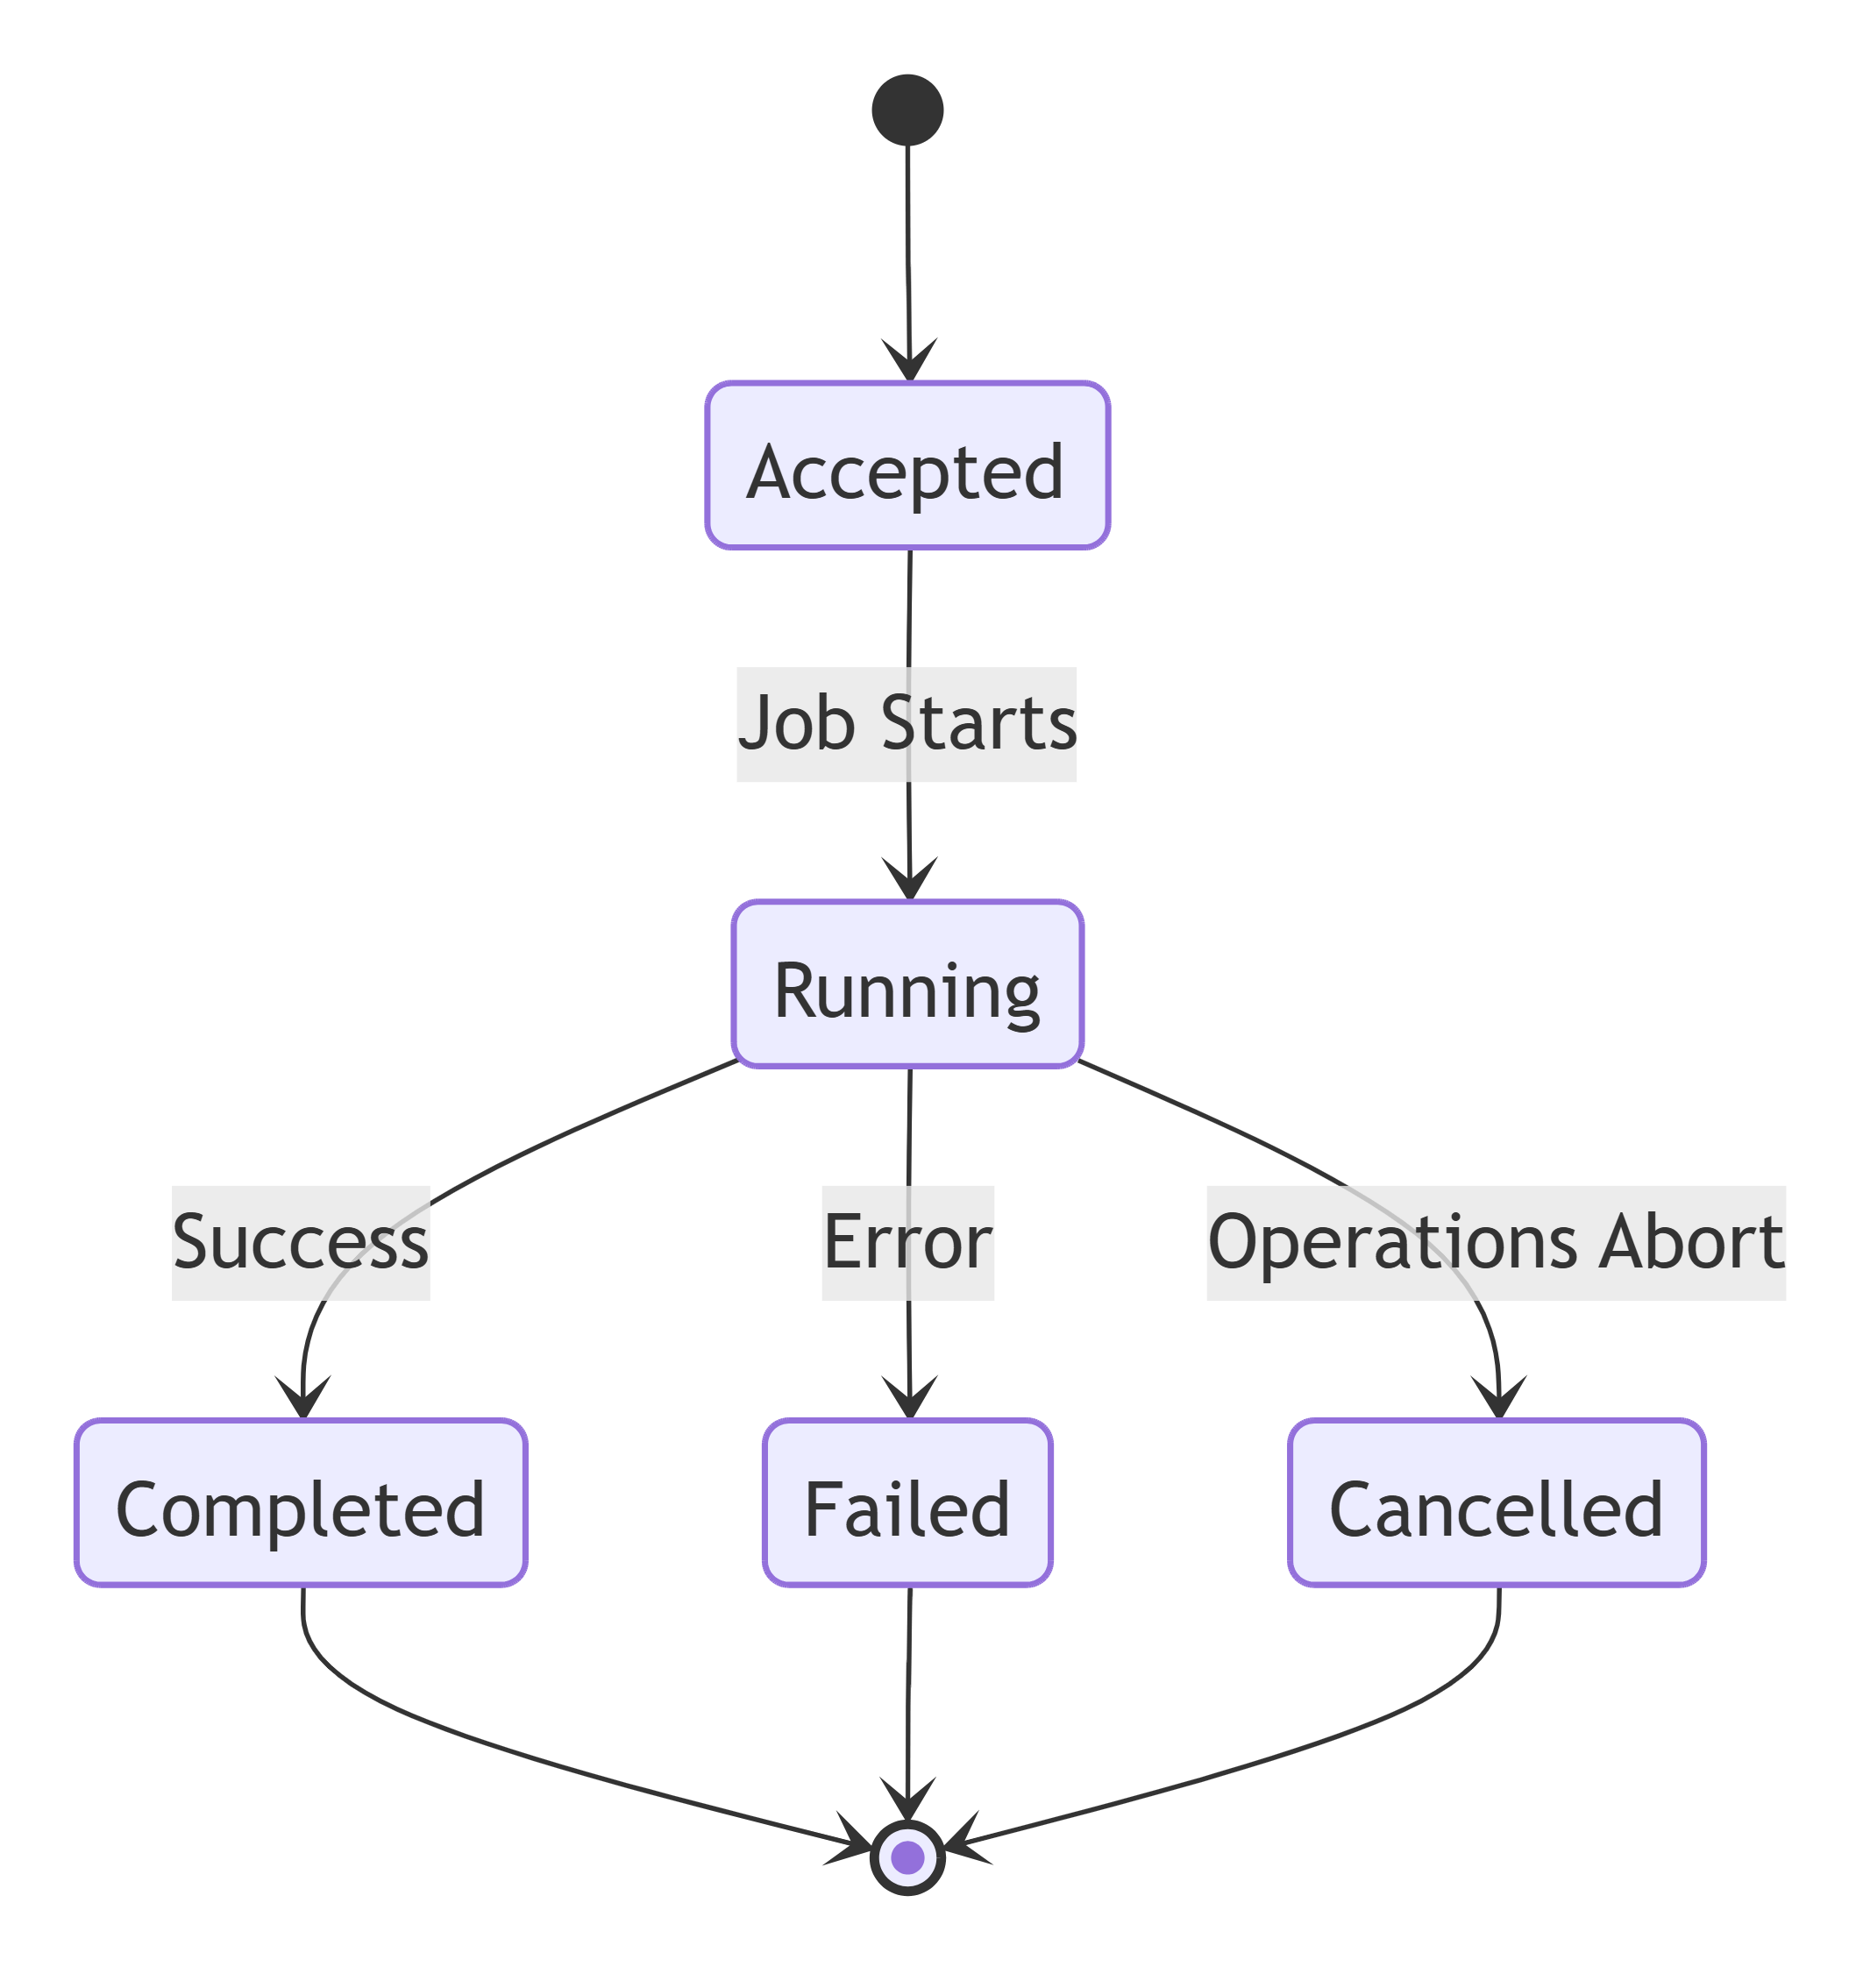 Accepted
Job Starts
Running
Success
Error
Operations Abort
Completed
Failed
Cancelled